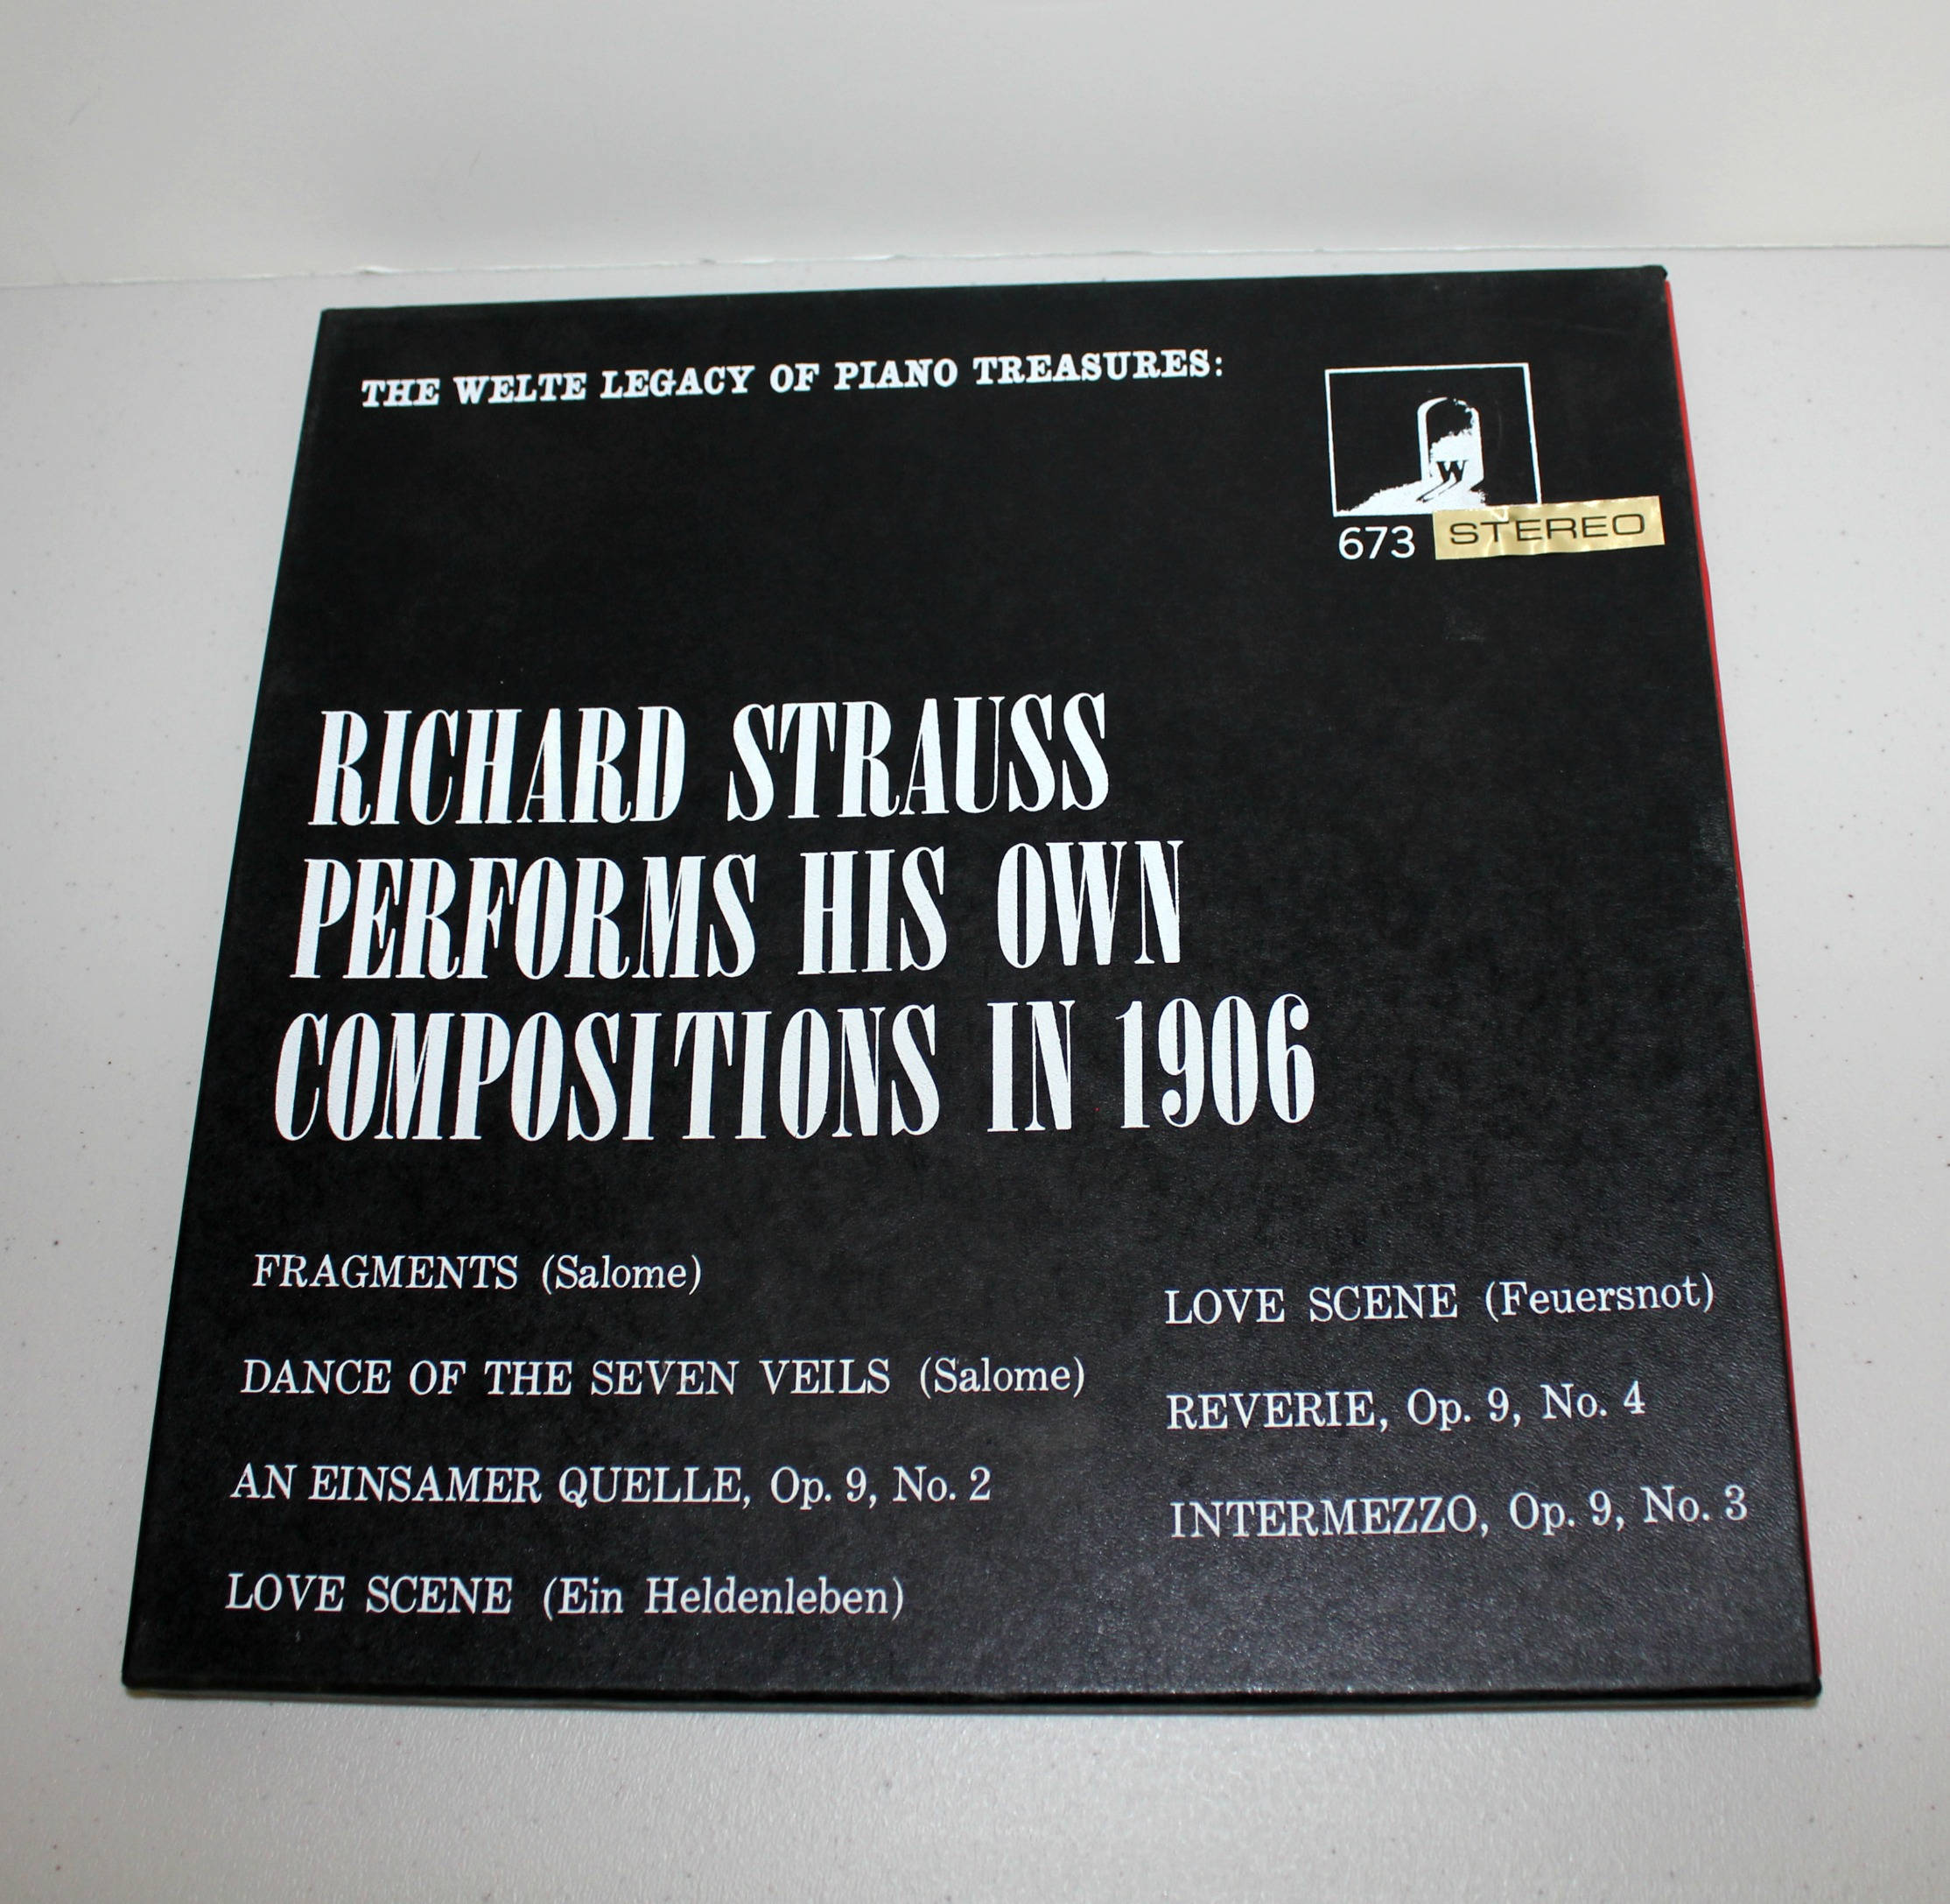 THE WELTE LEGACY OF PIANO TREASURES:
W
673 STEREO
RICHARD STRAUSS
PERFORMS HIS OWN
COMPOSITIONS IN 1906
FRAGMENTS (Salome)
DANCE OF THE SEVEN VEILS (Salome)
AN EINSAMER QUELLE, Op. 9, No. 2
LOVE SCENE (Ein Heldenleben)
LOVE SCENE (Feuersnot)
REVERIE, Op. 9, No. 4
INTERMEZZO, Op. 9, No. 3